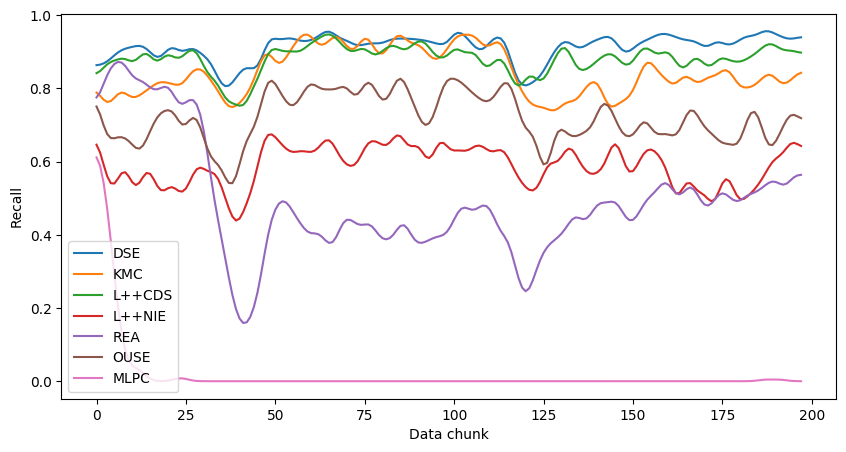 1.0
0.8
0.6
0.4
0.2
0.0
Recall
DSE
KMC
L++CDS
L++NIE
REA
OUSE
MLPC
0 25 50 75 100 125 150 175 200
Data chunk